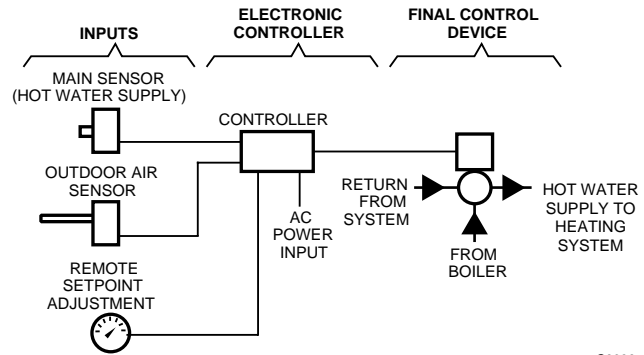 INPUTS
ELECTRONIC
CONTROLLER
FINAL CONTROL
DEVICE
MAIN SENSOR
(HOT WATER SUPPLY)
OUTDOOR AIR
SENSOR
REMOTE
SETPOINT
ADJUSTMENT
CONTROLLER
AC
POWER
INPUT
RETURN
FROM
SYSTEM
FROM
BOILER
HOT WATER
SUPPLY TO
HEATING
SYSTEM